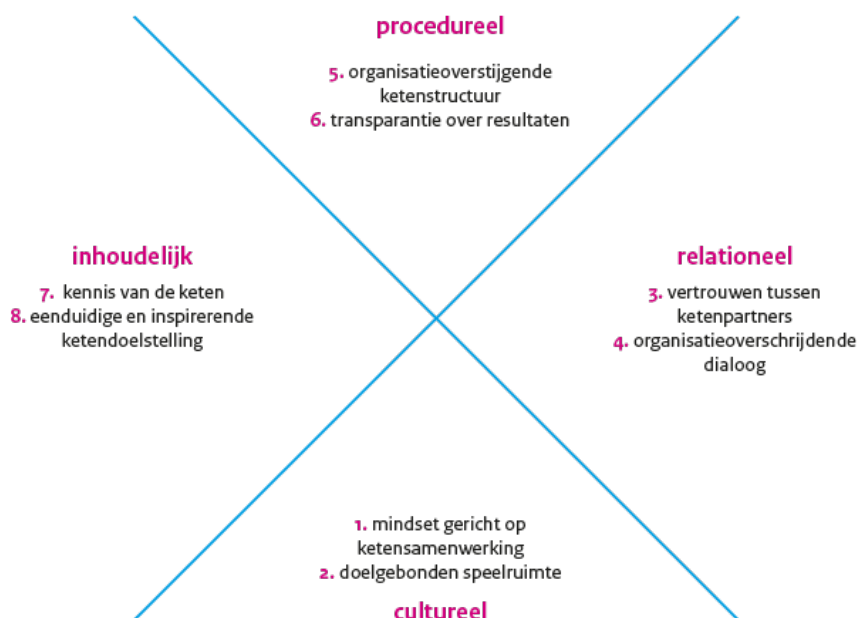 procedureel
5. organisatieoverstijgende
ketenstructuur
6. transparantie over resultaten
inhoudelijk
7. kennis van de keten
8. eenduidige en inspirerende
ketendoelstelling
relationeel
3. vertrouwen tussen
ketenpartners
4. organisatieoverschrijdende
dialoog
1. mindset gericht op
ketensamenwerking
2. doelgebonden speelruimte
cultureel